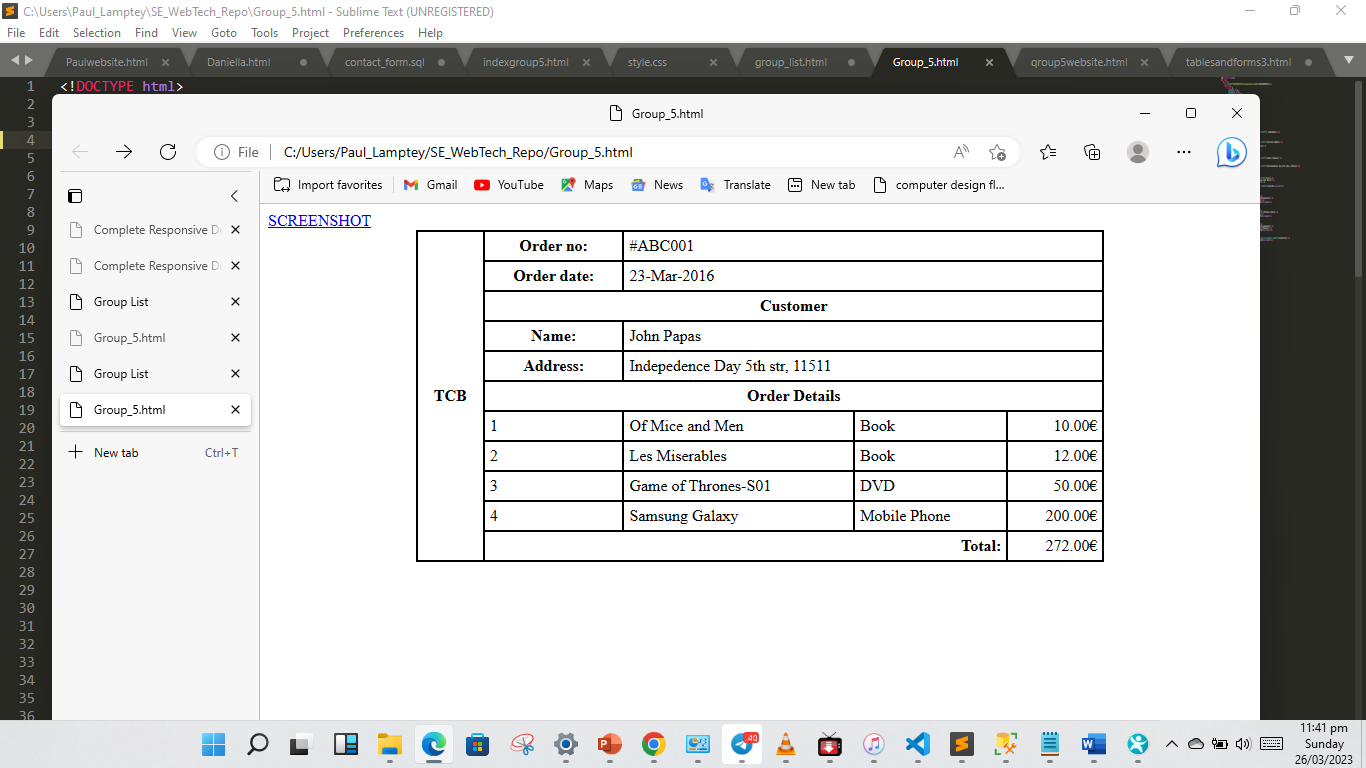 C:\Users\Paul_Lamptey\SE_WebTech_Repo\Group_5.html - Sublime Text (UNREGISTERED)
File Edit Selection Find View Goto Tools Project Preferences Help
Paulwebsite.html Daniella.html contact_form.sql indexgroup5.html style.css group_list.html Group_5.html qroup5website.html tablesandforms3.html
1 <!DOCTYPE html>
2
3
4
5
6
7
8
9
10
11
12
13
14
15
16
17
18
19
20
21
22
23
24
25
26
27
28
29
30
31
32
33
34
35
36
Group_5.html
File C:/Users/Paul_Lamptey/SE_WebTech_Repo/Group_5.html
Import favorites Gmail YouTube Maps News Translate New tab computer design fl...
Complete Responsive D
Complete Responsive D
Group List
Group_5.html
Group List
Group_5.html
New tab Ctrl+T
SCREENSHOT
TCB
Order no: #ABC001
Order date: 23-Mar-2016
Customer
Name: John Papas
Address: Indepedence Day 5th str, 11511
Order Details
1 Of Mice and Men Book 10.00€
2 Les Miserables Book 12.00€
3 Game of Thrones-S01 DVD 50.00€
4 Samsung Galaxy Mobile Phone 200.00€
Total: 272.00€
40
11:41 pm
Sunday
26/03/2023